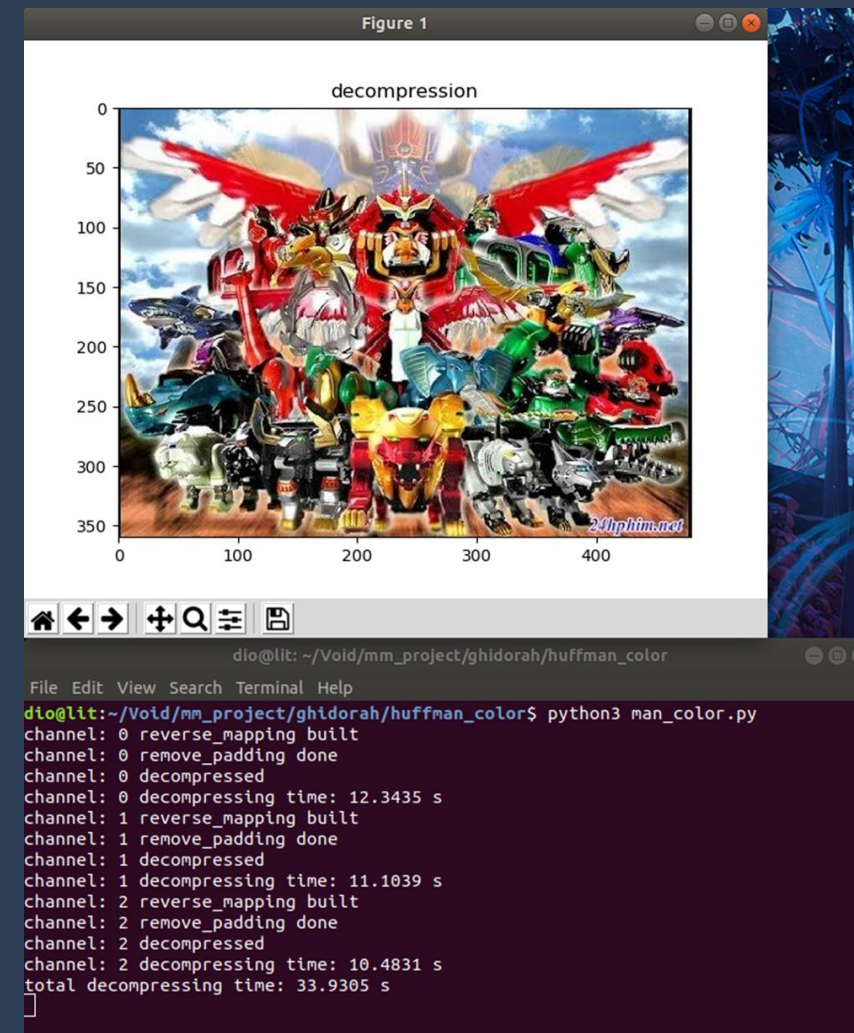 Figure 1
decompression
0
50
100
150
200
250
300
350
0 100 200 300 400
24hphim.net
dio@lit: ~/Void/mm_project/ghidorah/huffman_color
File Edit View Search Terminal Help
dio@lit:~/Void/mm_project/ghidorah/huffman_color$ python3 man_color.py
channel: 0 reverse_mapping built
channel: 0 remove_padding done
channel: 0 decompressed
channel: 0 decompressing time: 12.3435 s
channel: 1 reverse_mapping built
channel: 1 remove_padding done
channel: 1 decompressed
channel: 1 decompressing time: 11.1039 s
channel: 2 reverse_mapping built
channel: 2 remove_padding done
channel: 2 decompressed
channel: 2 decompressing time: 10.4831 s
total decompressing time: 33.9305 s